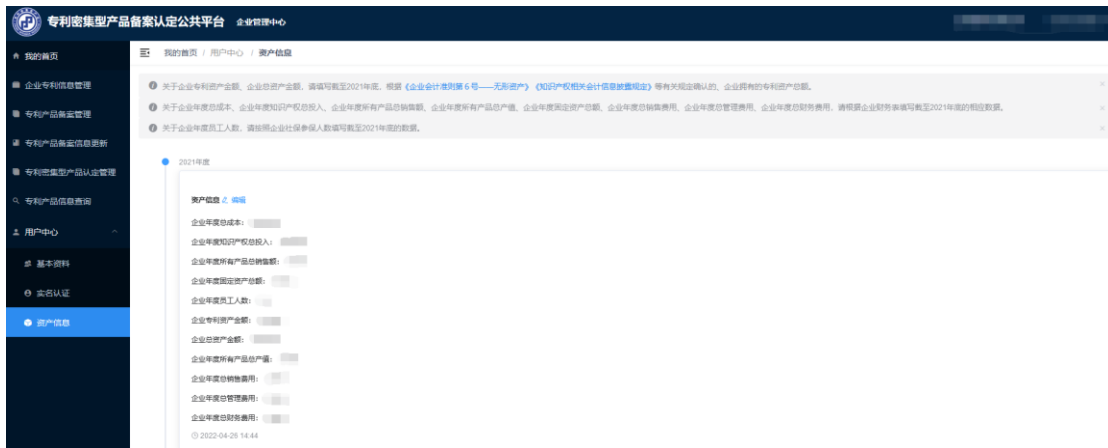 专利密集型产品备案认定公共平台 企业管理中心
我的首页
企业专利信息管理
专利产品备案管理
专利产品备案信息更新
专利密集型产品认定管理
专利产品信息查询
用户中心
基本资料
实名认证
资产信息
我的首页 / 用户中心 / 资产信息
关于企业专利资产金额、企业总资产金额，请填写截至2021年底，根据《企业会计准则第6号——无形资产》《知识产权相关会计信息披露规定》等有关规定确认的、企业拥有的专利资产总额。
关于企业年度总成本、企业年度知识产权总投入、企业年度所有产品总销售额、企业年度所有产品总产值、企业年度固定资产总额、企业年度总销售费用、企业年度总管理费用、企业年度总财务费用，请根据企业财务表填写截至2021年底的相应数据。
关于企业年度员工人数，请按照企业社保参保人数填写截至2021年底的数据。
2021年度
资产信息 编辑
企业年度总成本：
企业年度知识产权总投入：
企业年度所有产品总销售额：
企业年度固定资产总额：
企业年度员工人数：
企业专利资产金额：
企业总资产金额：
企业年度所有产品总产值：
企业年度总销售费用：
企业年度总管理费用：
企业年度总财务费用：
2022-04-26 14:44